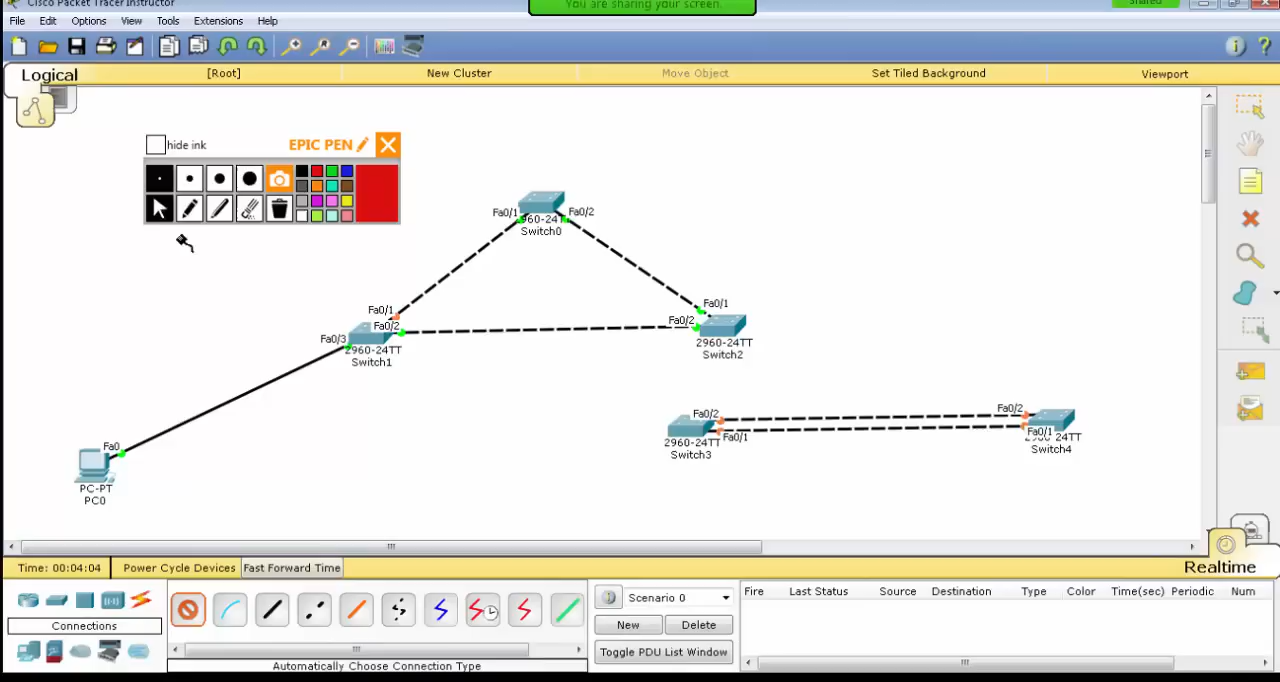 Cisco Packet Tracer Instructor
You are sharing your screen.
Shared
File Edit Options View Tools Extensions Help
Logical [Root] New Cluster Move Object Set Tiled Background Viewport
hide ink EPIC PEN
Fa0/1 Fa0/2
960-24T
Switch0
Fa0/1
Fa0/2
Fa0/3
2960-24TT
Switch1
Fa0/1
Fa0/2
2960-24TT
Switch2
Fa0
PC-PT
PC0
Fa0/2
Fa0/1
2960-24TT
Switch3
Fa0/2
Fa0/1
2960 24TT
Switch4
Time: 00:04:04 Power Cycle Devices Fast Forward Time
Realtime
Connections
Automatically Choose Connection Type
Scenario 0
New Delete
Toggle PDU List Window
Fire Last Status Source Destination Type Color Time(sec) Periodic Num